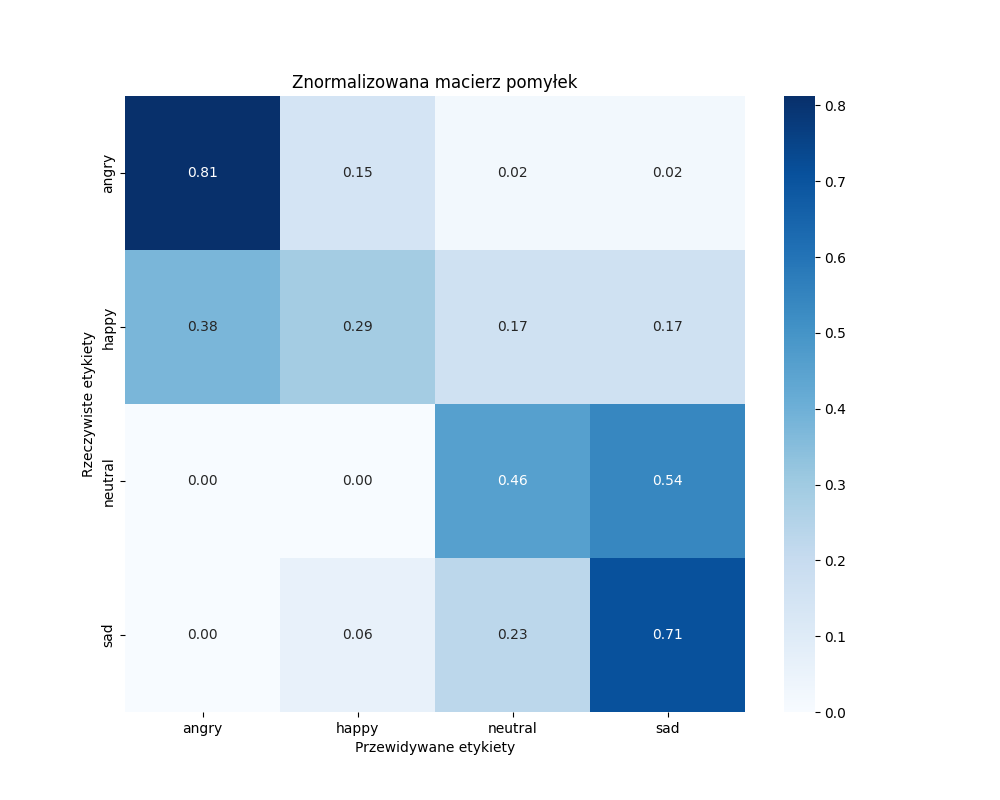 Znormalizowana macierz pomyłek
Rzeczywiste etykiety
angry
0.81
0.15
0.02
0.02
happy
0.38
0.29
0.17
0.17
neutral
0.00
0.00
0.46
0.54
sad
0.00
0.06
0.23
0.71
angry
happy
neutral
sad
Przewidywane etykiety
0.8
0.7
0.6
0.5
0.4
0.3
0.2
0.1
0.0